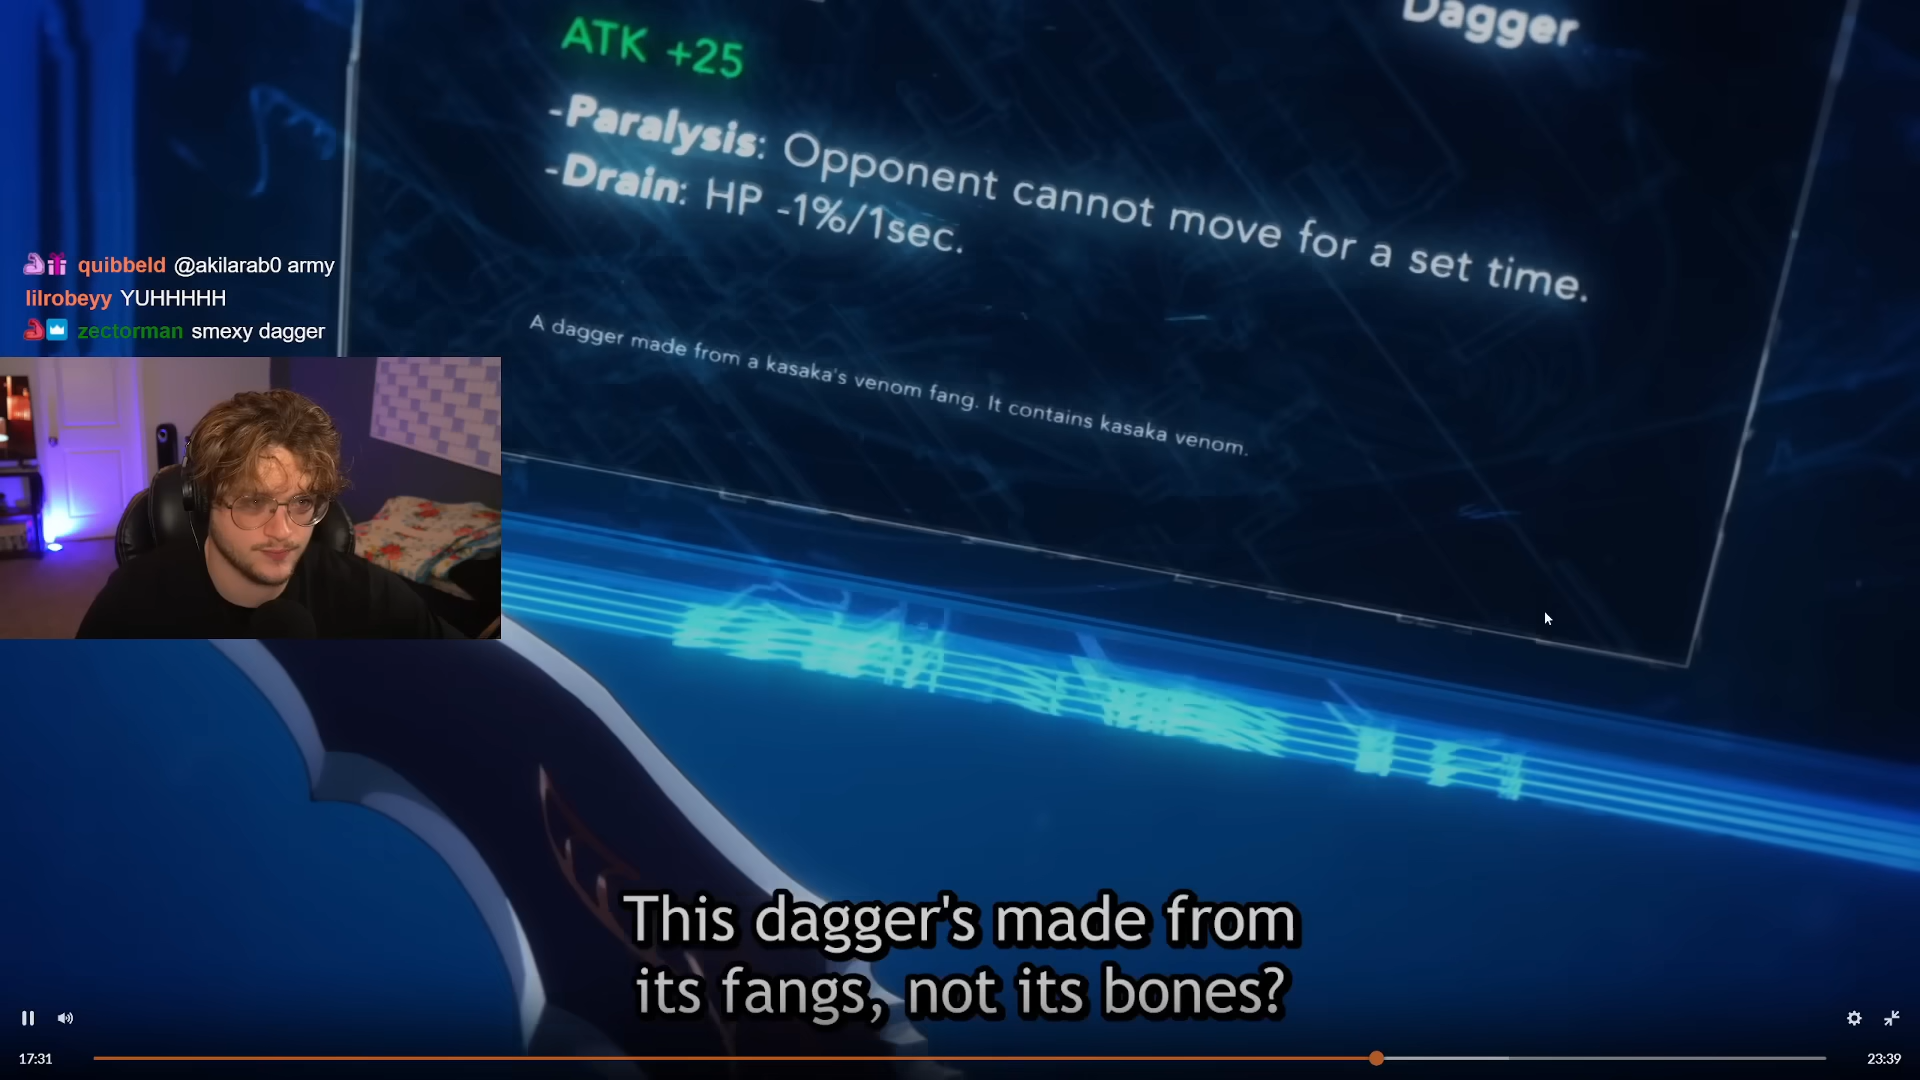 Dagger
ATK +25
-Paralysis: Opponent cannot move for a set time.
-Drain: HP -1%/1sec.
A dagger made from a kasaka's venom fang. It contains kasaka venom.
quibbeld @akilarab0 army
lilrobeyy YUHHHHH
zectorman smexy dagger
This dagger's made from
its fangs, not its bones?
17:31
23:39